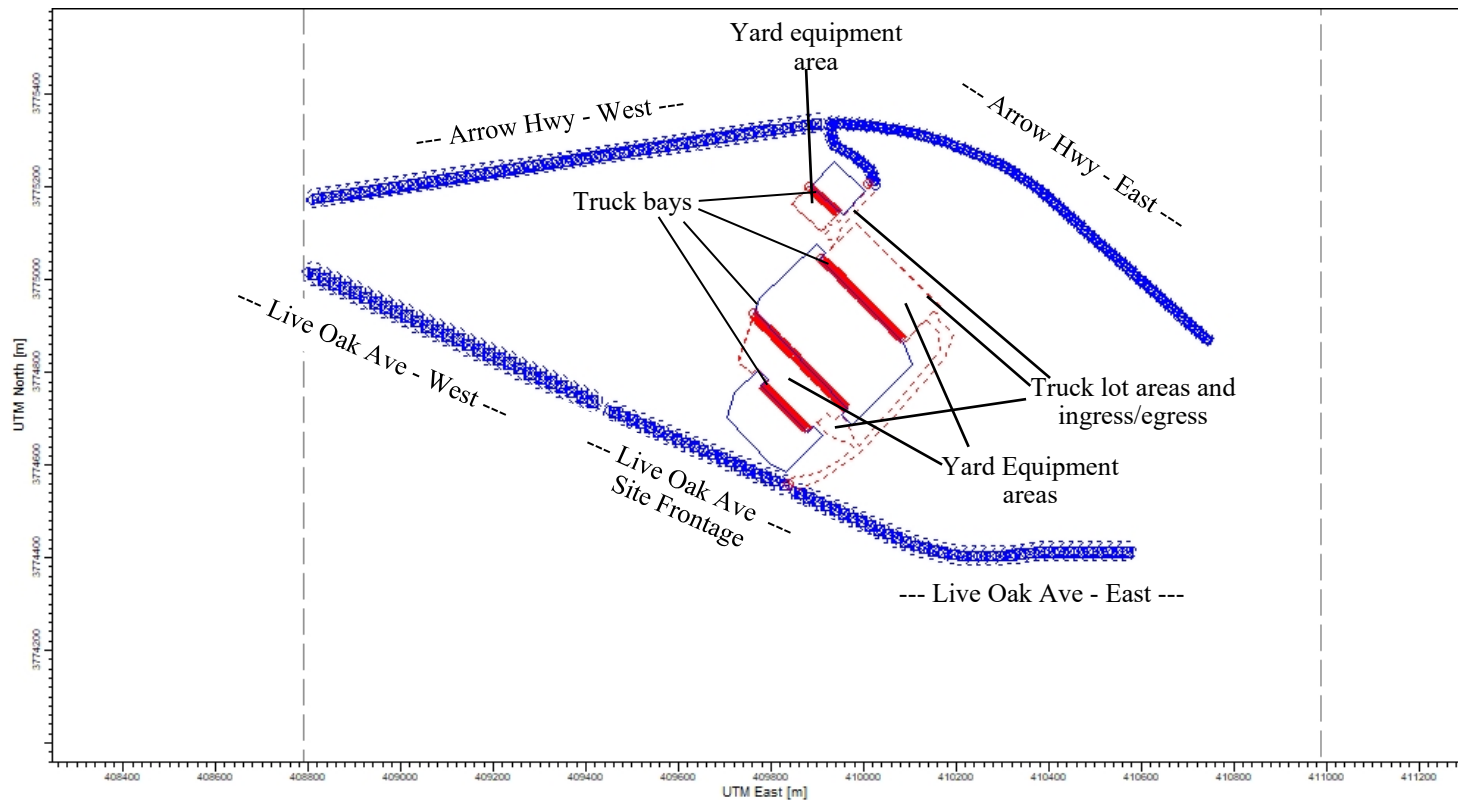 Yard equipment
area
--- Arrow Hwy - West ---
--- Arrow Hwy - East ---
Truck bays
--- Live Oak Ave - West ---
Truck lot areas and
ingress/egress
Yard Equipment
areas
--- Live Oak Ave
Site Frontage ---
--- Live Oak Ave - East ---
UTM North [m]
3775400
3775200
3775000
3774800
3774600
3774400
3774200
408400 408600 408800 409000 409200 409400 409600 409800 410000 410200 410400 410600 410800 411000 411200
UTM East [m]